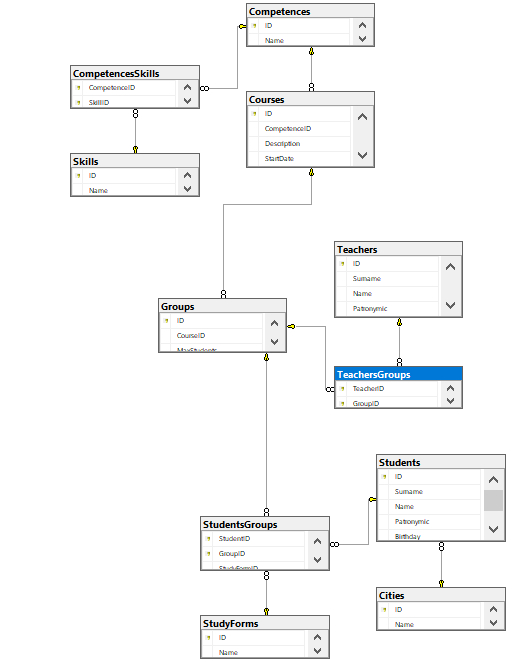 Competences
ID
Name
CompetencesSkills
CompetenceID
SkillID
Courses
ID
CompetenceID
Description
StartDate
Skills
ID
Name
Teachers
ID
Surname
Name
Patronymic
Groups
ID
CourseID
MaxStudents
TeachersGroups
TeacherID
GroupID
Students
ID
Surname
Name
Patronymic
Birthday
StudentsGroups
StudentID
GroupID
StudyFormID
Cities
ID
Name
StudyForms
ID
Name